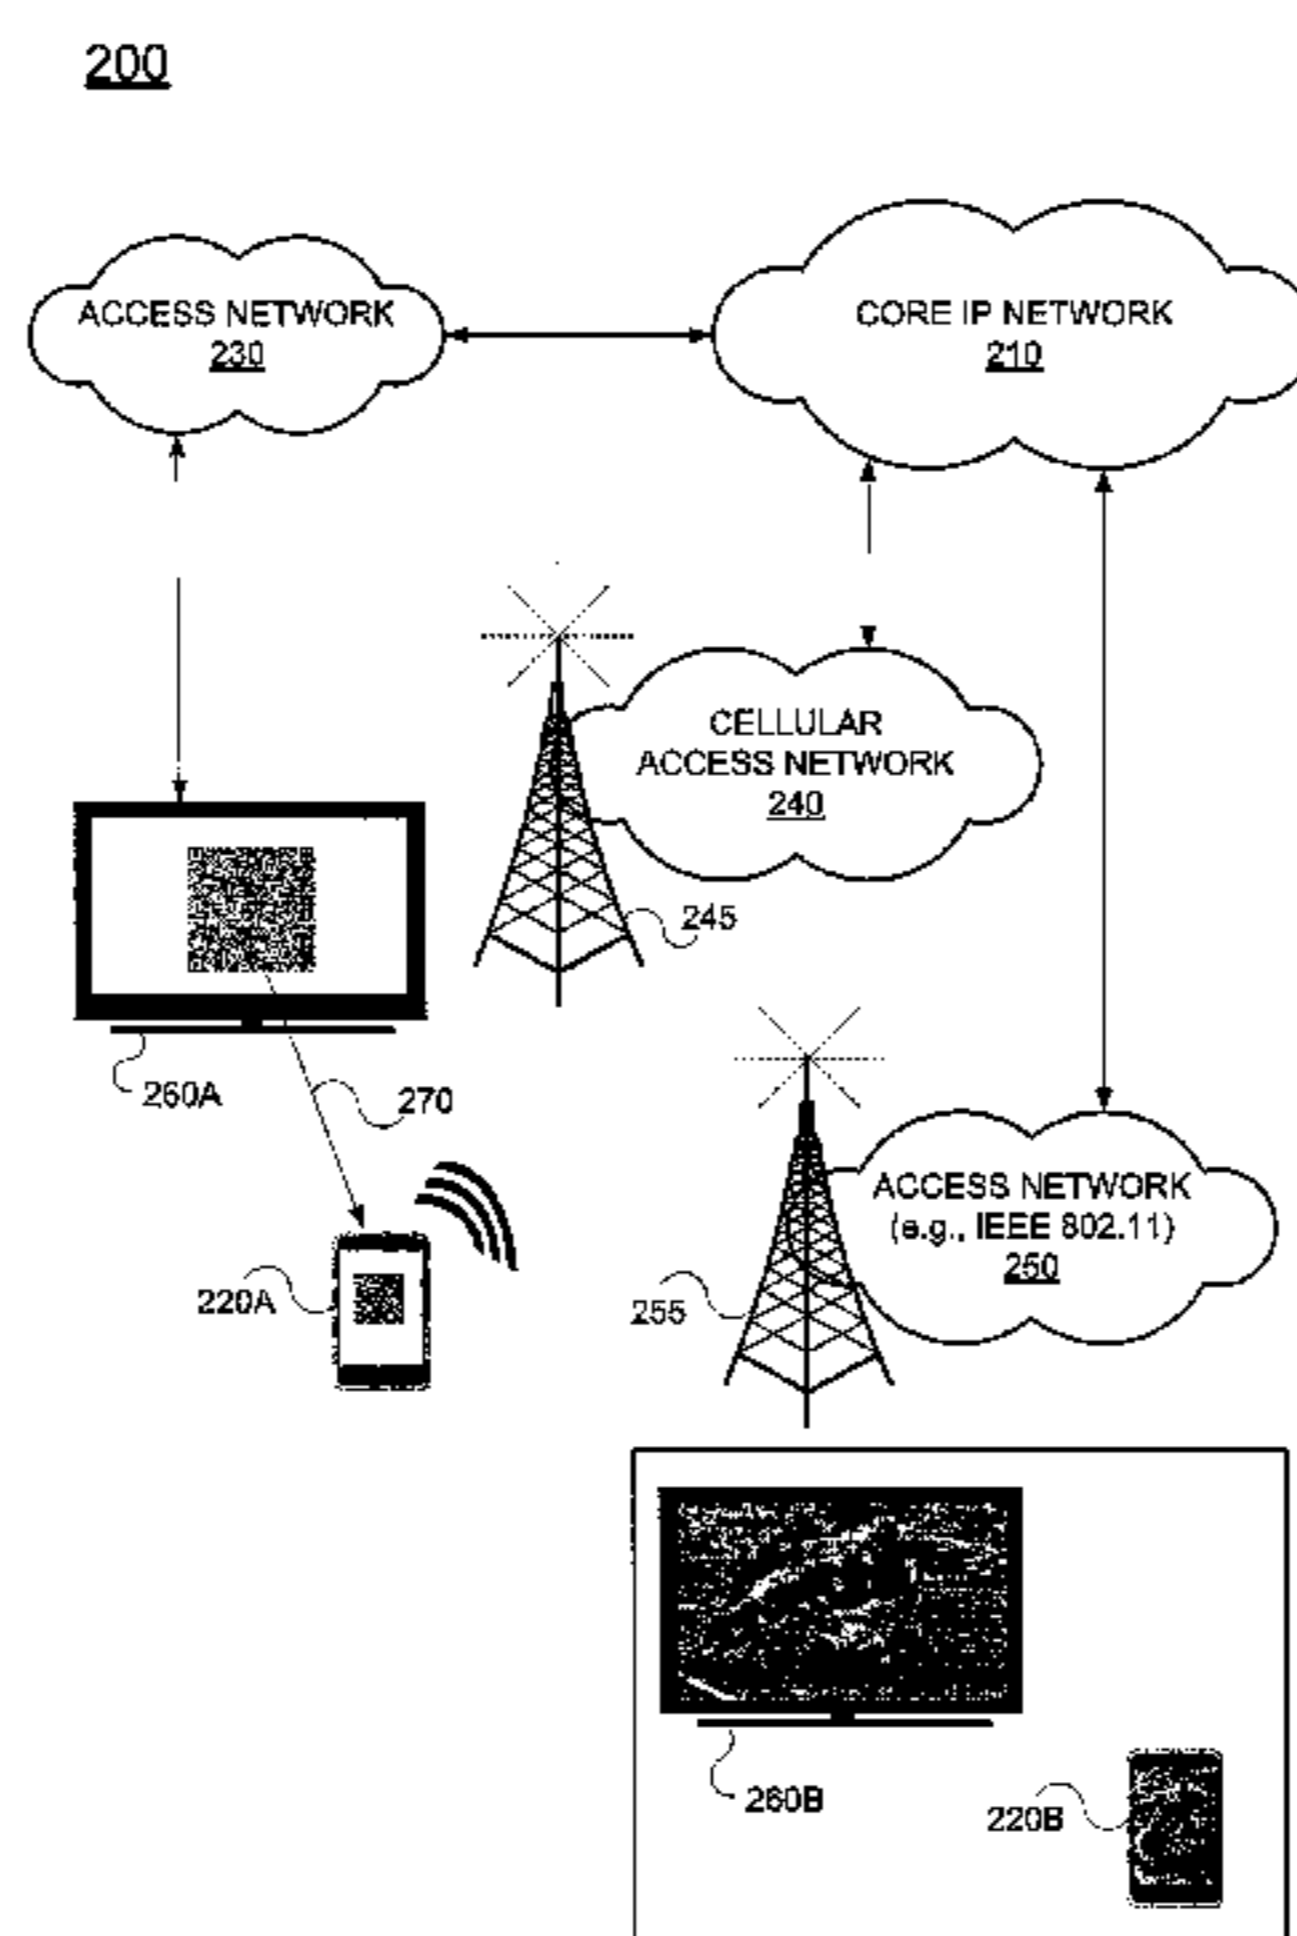 200
ACCESS NETWORK
230
CORE IP NETWORK
210
CELLULAR
ACCESS NETWORK
240
245
260A
270
ACCESS NETWORK
(e.g., IEEE 802.11)
250
220A
255
260B
220B